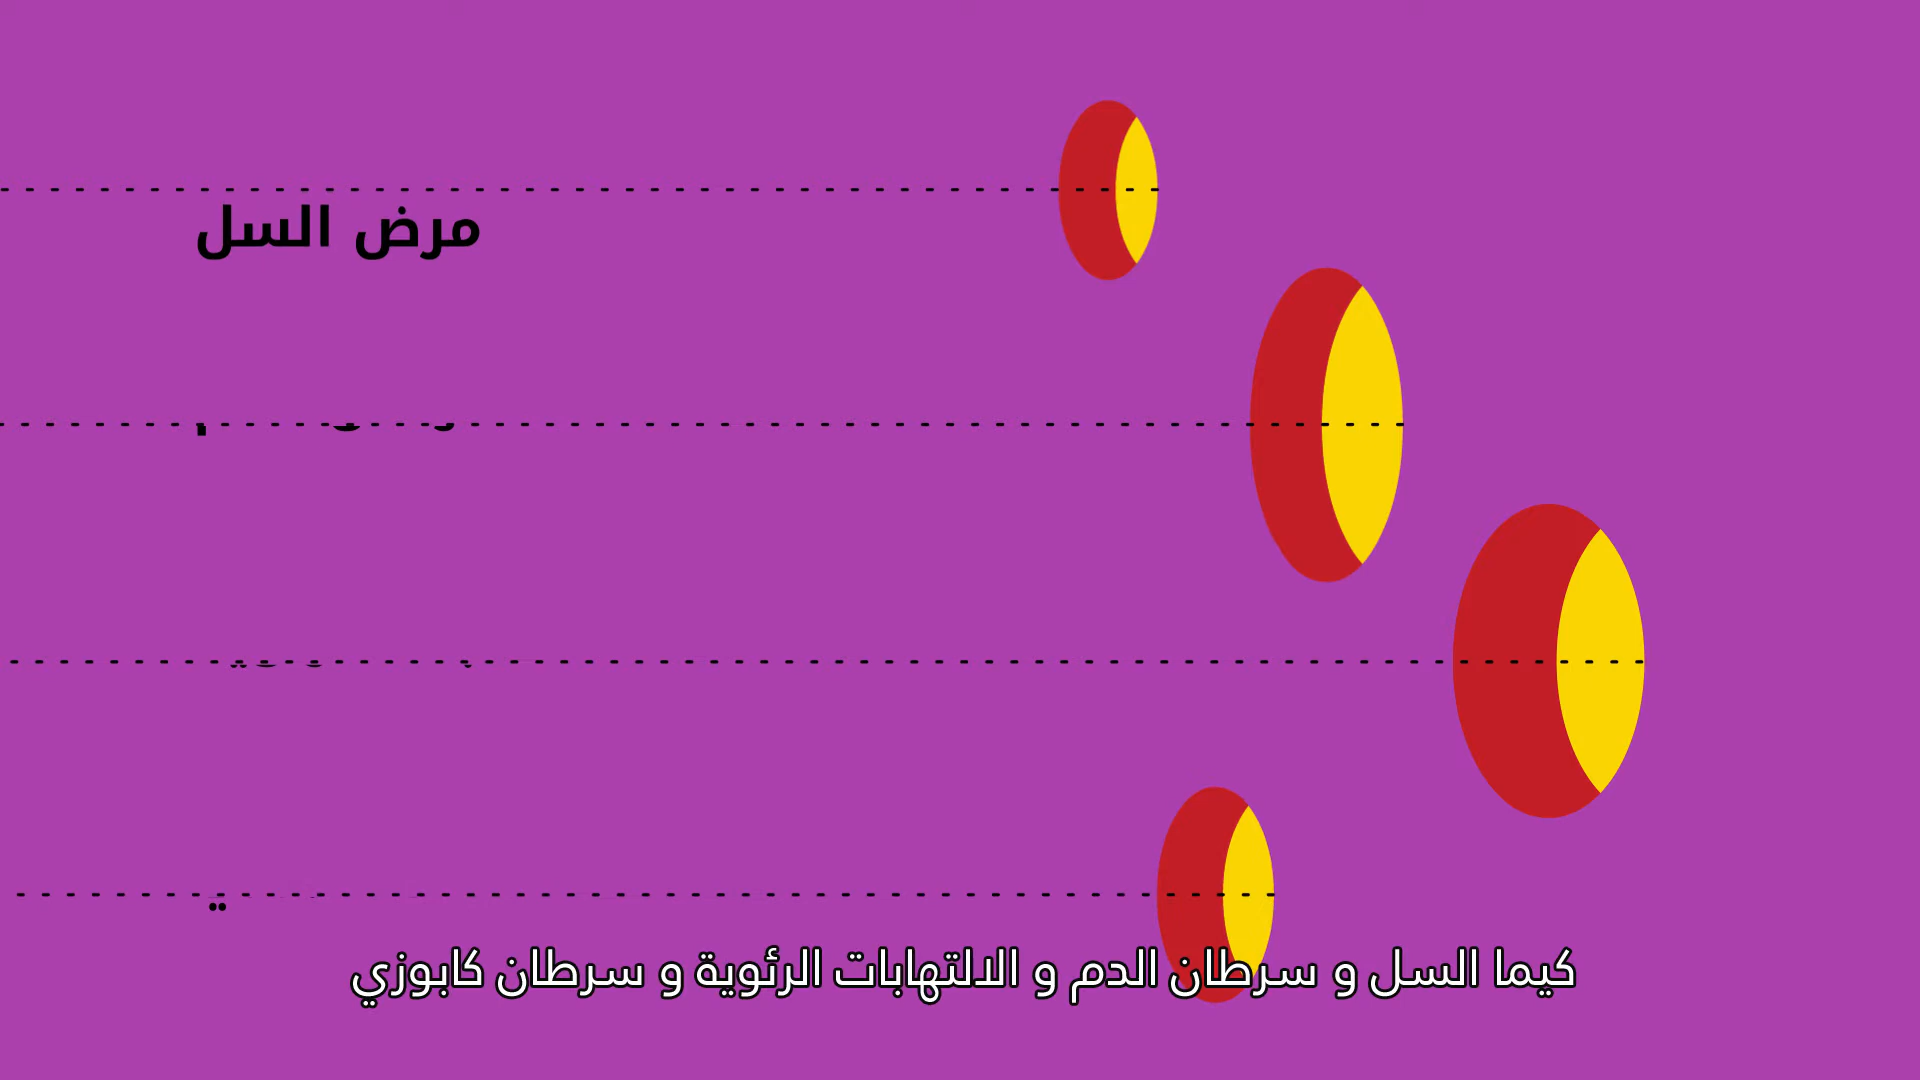 مرض السل
كيما السل و سرطان الدم و الالتهابات الرئوية و سرطان كابوزي